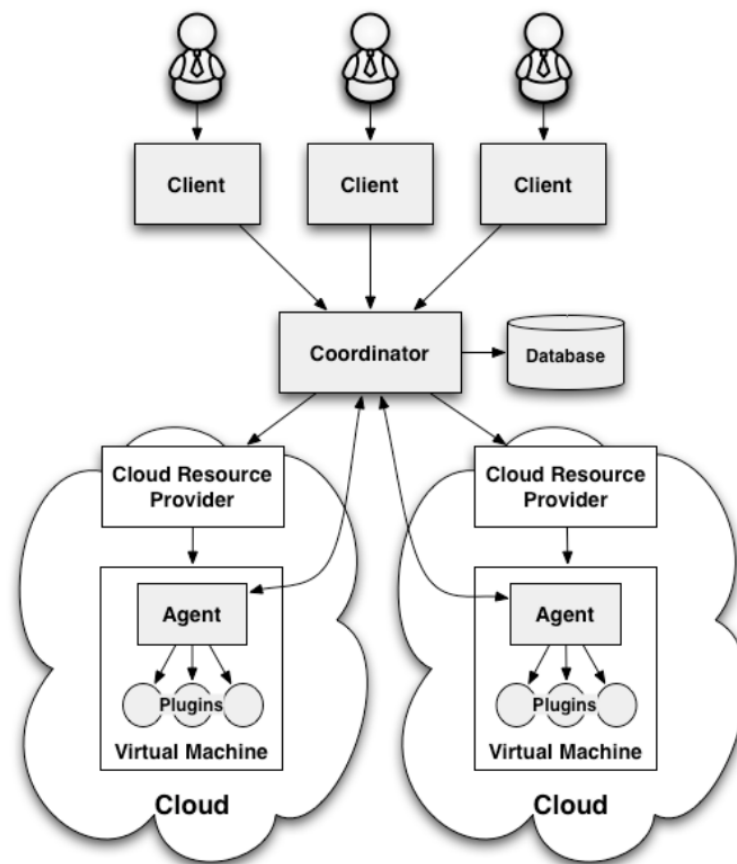 Client
Client
Client
Coordinator
Database
Cloud Resource
Provider
Cloud Resource
Provider
Agent
Agent
Plugins
Plugins
Virtual Machine
Virtual Machine
Cloud
Cloud